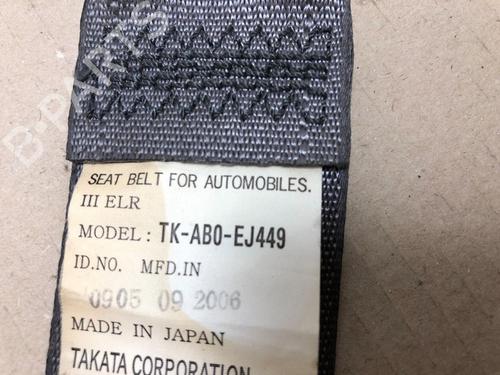 B-PARTS
SEAT BELT FOR AUTOMOBILES.
III ELR
MODEL: TK-AB0-EJ449
ID.NO. MFD.IN
0905 09 2006
MADE IN JAPAN
TAKATA CORPORATION